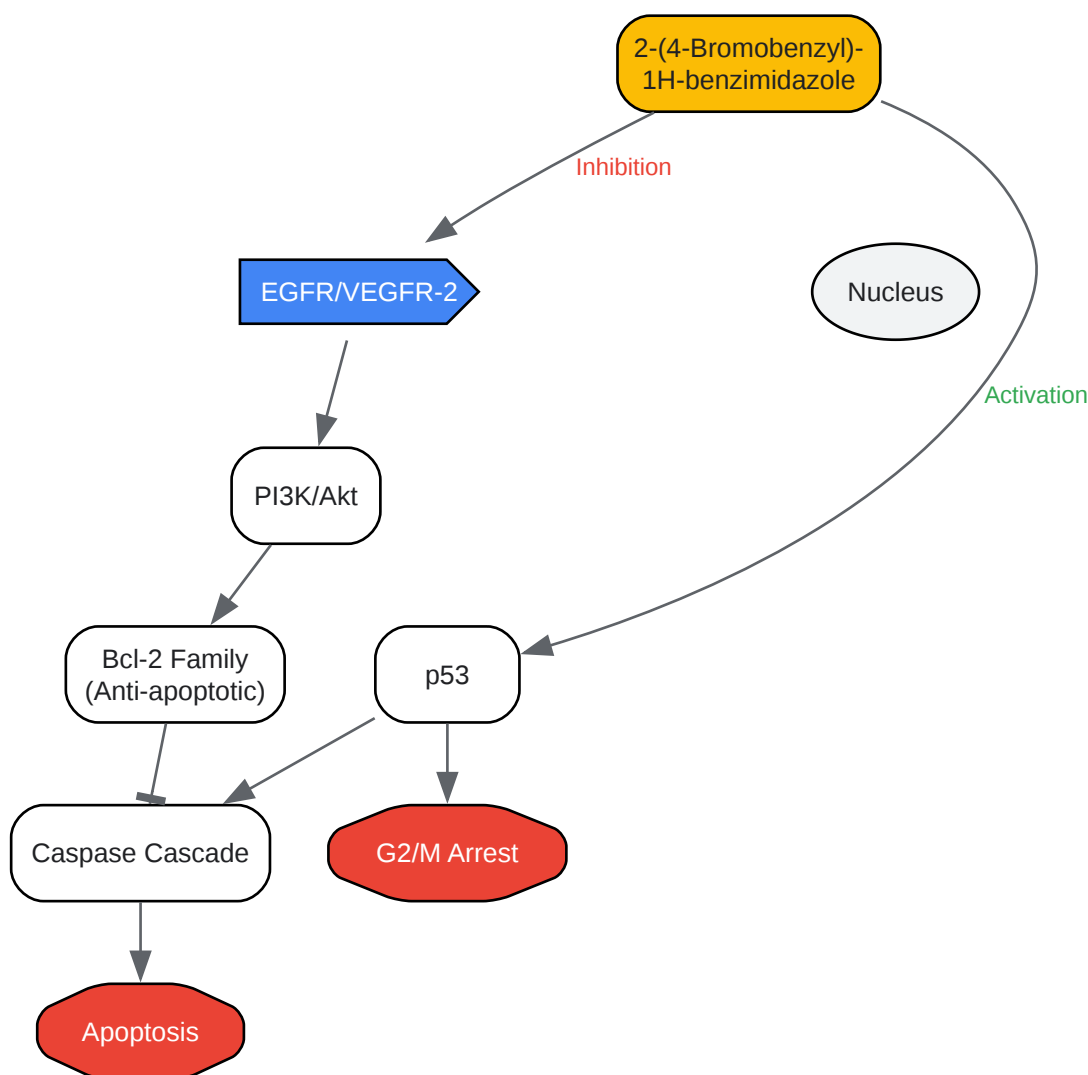 2-(4-Bromobenzyl)-
1H-benzimidazole
Inhibition
EGFR/VEGFR-2
Nucleus
Activation
PI3K/Akt
Bcl-2 Family
(Anti-apoptotic)
p53
Caspase Cascade
G2/M Arrest
Apoptosis